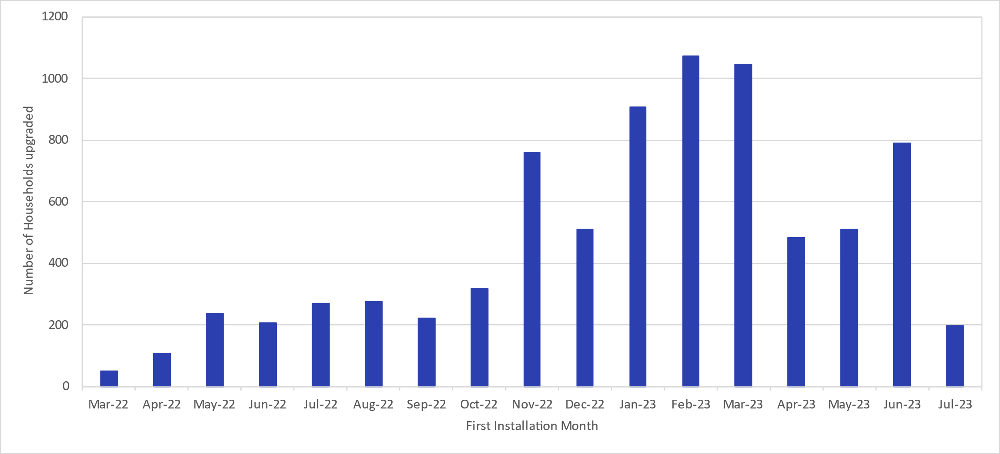 1200
1000
800
600
400
200
0
Number of Households upgraded
Mar-22 Apr-22 May-22 Jun-22 Jul-22 Aug-22 Sep-22 Oct-22 Nov-22 Dec-22 Jan-23 Feb-23 Mar-23 Apr-23 May-23 Jun-23 Jul-23
First Installation Month